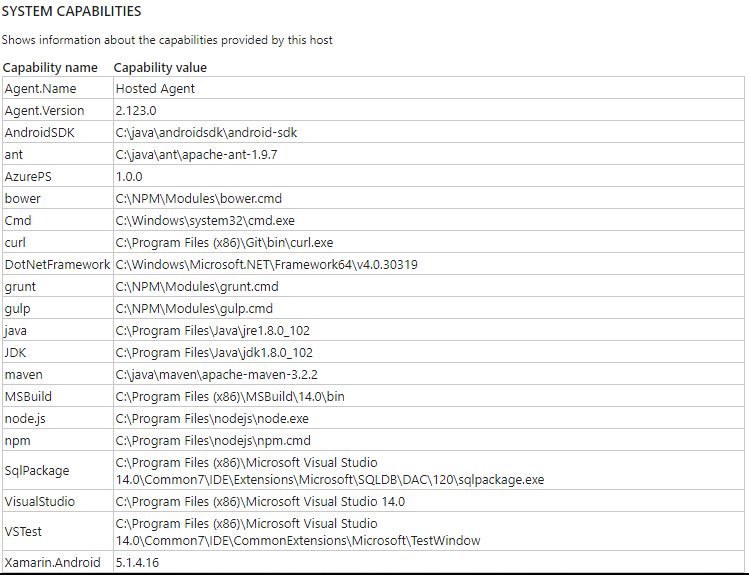 SYSTEM CAPABILITIES
Shows information about the capabilities provided by this host
Capability name Capability value
Agent.Name Hosted Agent
Agent.Version 2.123.0
AndroidSDK C:\java\androidsdk\android-sdk
ant C:\java\ant\apache-ant-1.9.7
AzurePS 1.0.0
bower C:\NPM\Modules\bower.cmd
Cmd C:\Windows\system32\cmd.exe
curl C:\Program Files (x86)\Git\bin\curl.exe
DotNetFramework C:\Windows\Microsoft.NET\Framework64\v4.0.30319
grunt C:\NPM\Modules\grunt.cmd
gulp C:\NPM\Modules\gulp.cmd
java C:\Program Files\Java\jre1.8.0_102
JDK C:\Program Files\Java\jdk1.8.0_102
maven C:\java\maven\apache-maven-3.2.2
MSBuild C:\Program Files (x86)\MSBuild\14.0\bin
node.js C:\Program Files\nodejs\node.exe
npm C:\Program Files\nodejs\npm.cmd
SqlPackage C:\Program Files (x86)\Microsoft Visual Studio
14.0\Common7\IDE\Extensions\Microsoft\SQLDB\DAC\120\sqlpackage.exe
VisualStudio C:\Program Files (x86)\Microsoft Visual Studio 14.0
VSTest C:\Program Files (x86)\Microsoft Visual Studio
14.0\Common7\IDE\CommonExtensions\Microsoft\TestWindow
Xamarin.Android 5.1.4.16